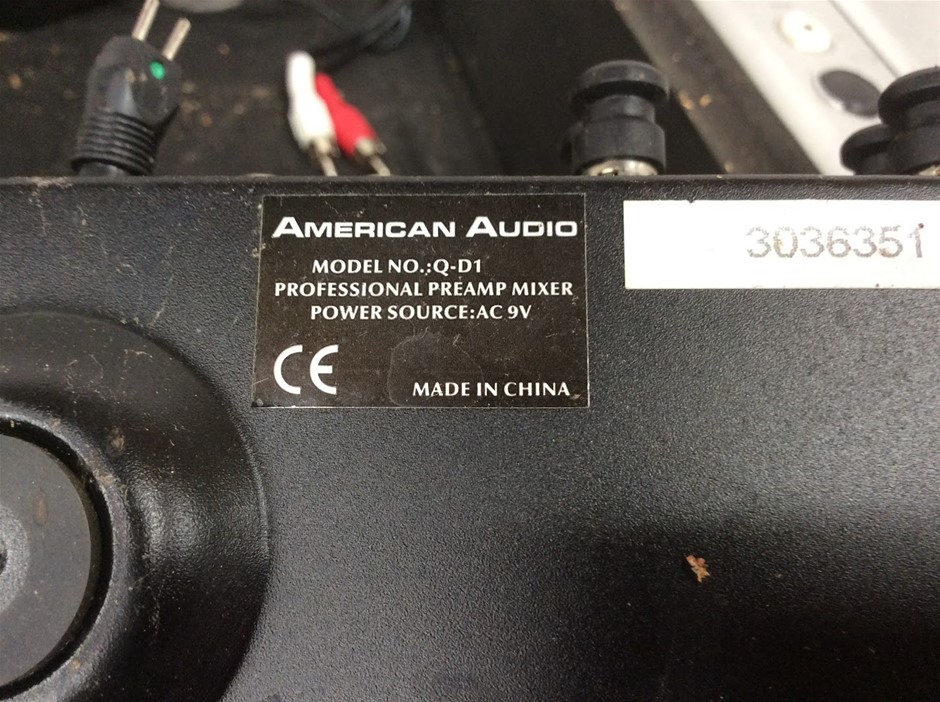 AMERICAN AUDIO
MODEL NO.:Q-D1
PROFESSIONAL PREAMP MIXER
POWER SOURCE:AC 9V
CE
MADE IN CHINA
3036351